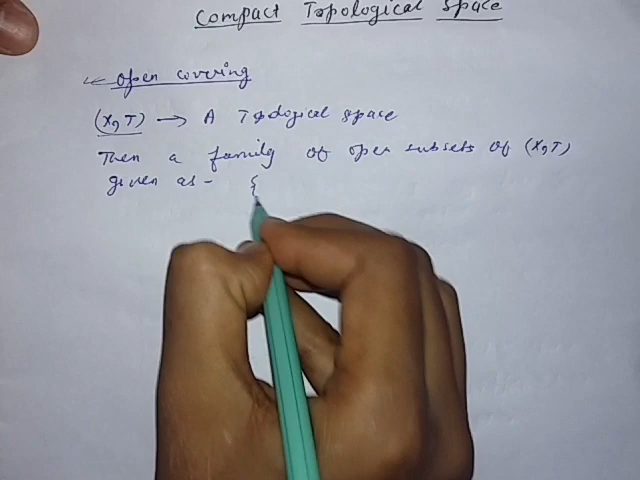 Compact Topological Space
Open covering
(X, T) → A Topological space
Then a family of open subsets of (X, T)
given as - {